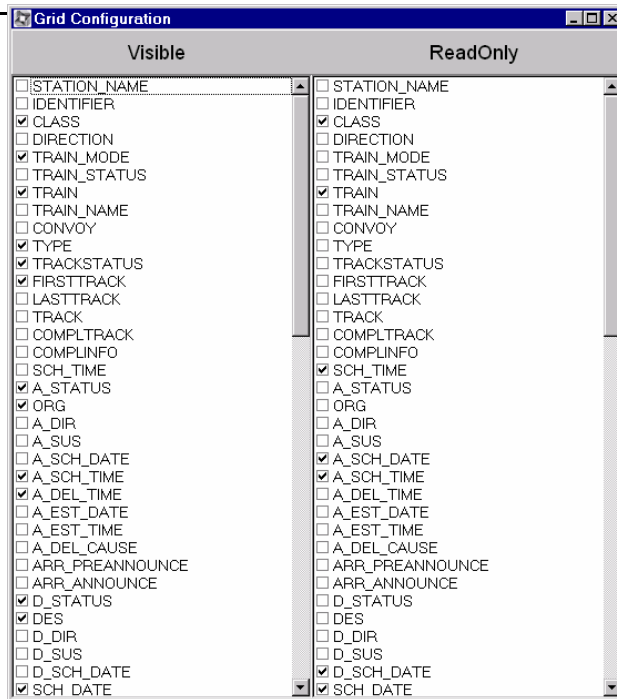 Grid Configuration
Visible
ReadOnly
STATION_NAME
IDENTIFIER
CLASS
DIRECTION
TRAIN_MODE
TRAIN_STATUS
TRAIN
TRAIN_NAME
CONVOY
TYPE
TRACKSTATUS
FIRSTTRACK
LASTTRACK
TRACK
COMPLTRACK
COMPLINFO
SCH_TIME
A_STATUS
ORG
A_DIR
A_SUS
A_SCH_DATE
A_SCH_TIME
A_DEL_TIME
A_EST_DATE
A_EST_TIME
A_DEL_CAUSE
ARR_PREANNOUNCE
ARR_ANNOUNCE
D_STATUS
DES
D_DIR
D_SUS
D_SCH_DATE
SCH_DATE
STATION_NAME
IDENTIFIER
CLASS
DIRECTION
TRAIN_MODE
TRAIN_STATUS
TRAIN
TRAIN_NAME
CONVOY
TYPE
TRACKSTATUS
FIRSTTRACK
LASTTRACK
TRACK
COMPLTRACK
COMPLINFO
SCH_TIME
A_STATUS
ORG
A_DIR
A_SUS
A_SCH_DATE
A_SCH_TIME
A_DEL_TIME
A_EST_DATE
A_EST_TIME
A_DEL_CAUSE
ARR_PREANNOUNCE
ARR_ANNOUNCE
D_STATUS
DES
D_DIR
D_SUS
D_SCH_DATE
SCH_DATE